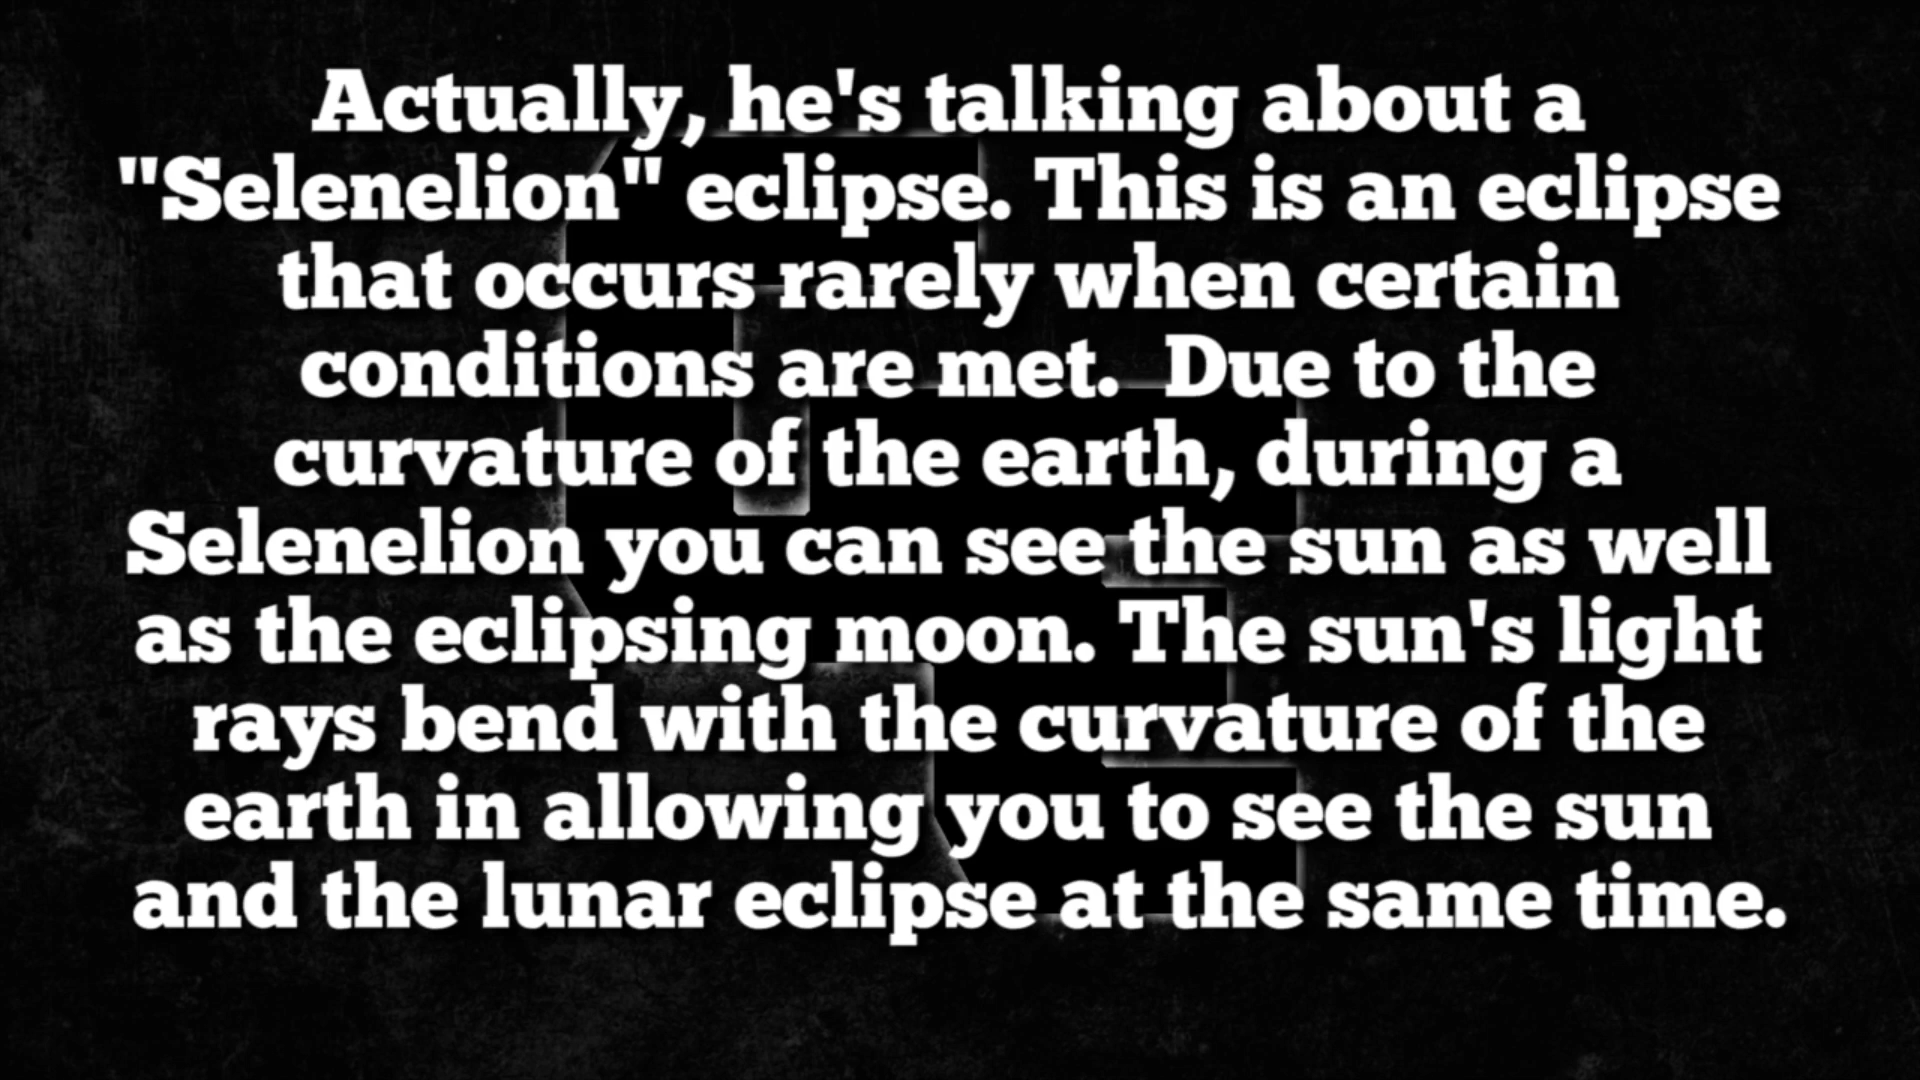 Actually, he's talking about a
"Selenelion" eclipse. This is an eclipse
that occurs rarely when certain
conditions are met.  Due to the
curvature of the earth, during a
Selenelion you can see the sun as well
as the eclipsing moon. The sun's light
rays bend with the curvature of the
earth in allowing you to see the sun
and the lunar eclipse at the same time.